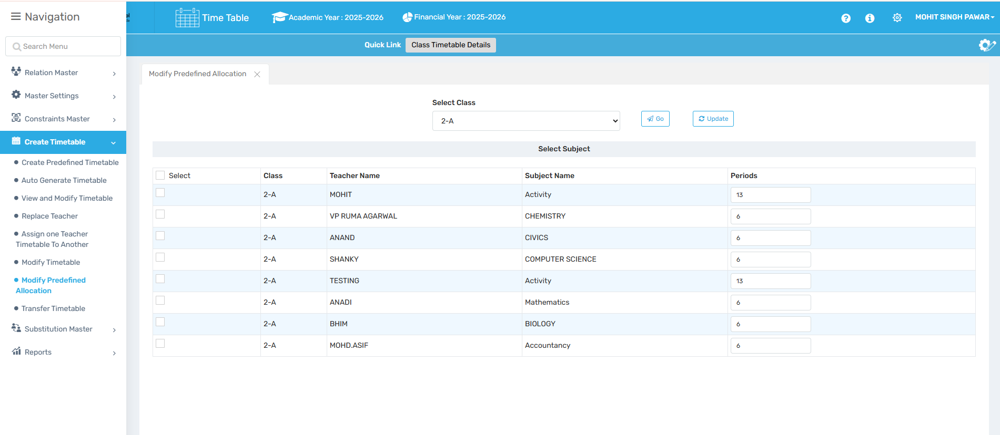 Navigation
Time Table
Academic Year : 2025-2026
Financial Year : 2025-2026
MOHIT SINGH PAWAR
Search Menu
Quick Link
Class Timetable Details
Relation Master
Master Settings
Constraints Master
Create Timetable
Create Predefined Timetable
Auto Generate Timetable
View and Modify Timetable
Replace Teacher
Assign one Teacher
Timetable To Another
Modify Timetable
Modify Predefined
Allocation
Transfer Timetable
Substitution Master
Reports
Modify Predefined Allocation
Select Class
2-A
Go
Update
Select Subject
Select Class Teacher Name Subject Name Periods
2-A MOHIT Activity 13
2-A VP RUMA AGARWAL CHEMISTRY 6
2-A ANAND CIVICS 6
2-A SHANKY COMPUTER SCIENCE 6
2-A TESTING Activity 13
2-A ANADI Mathematics 6
2-A BHIM BIOLOGY 6
2-A MOHD.ASIF Accountancy 6